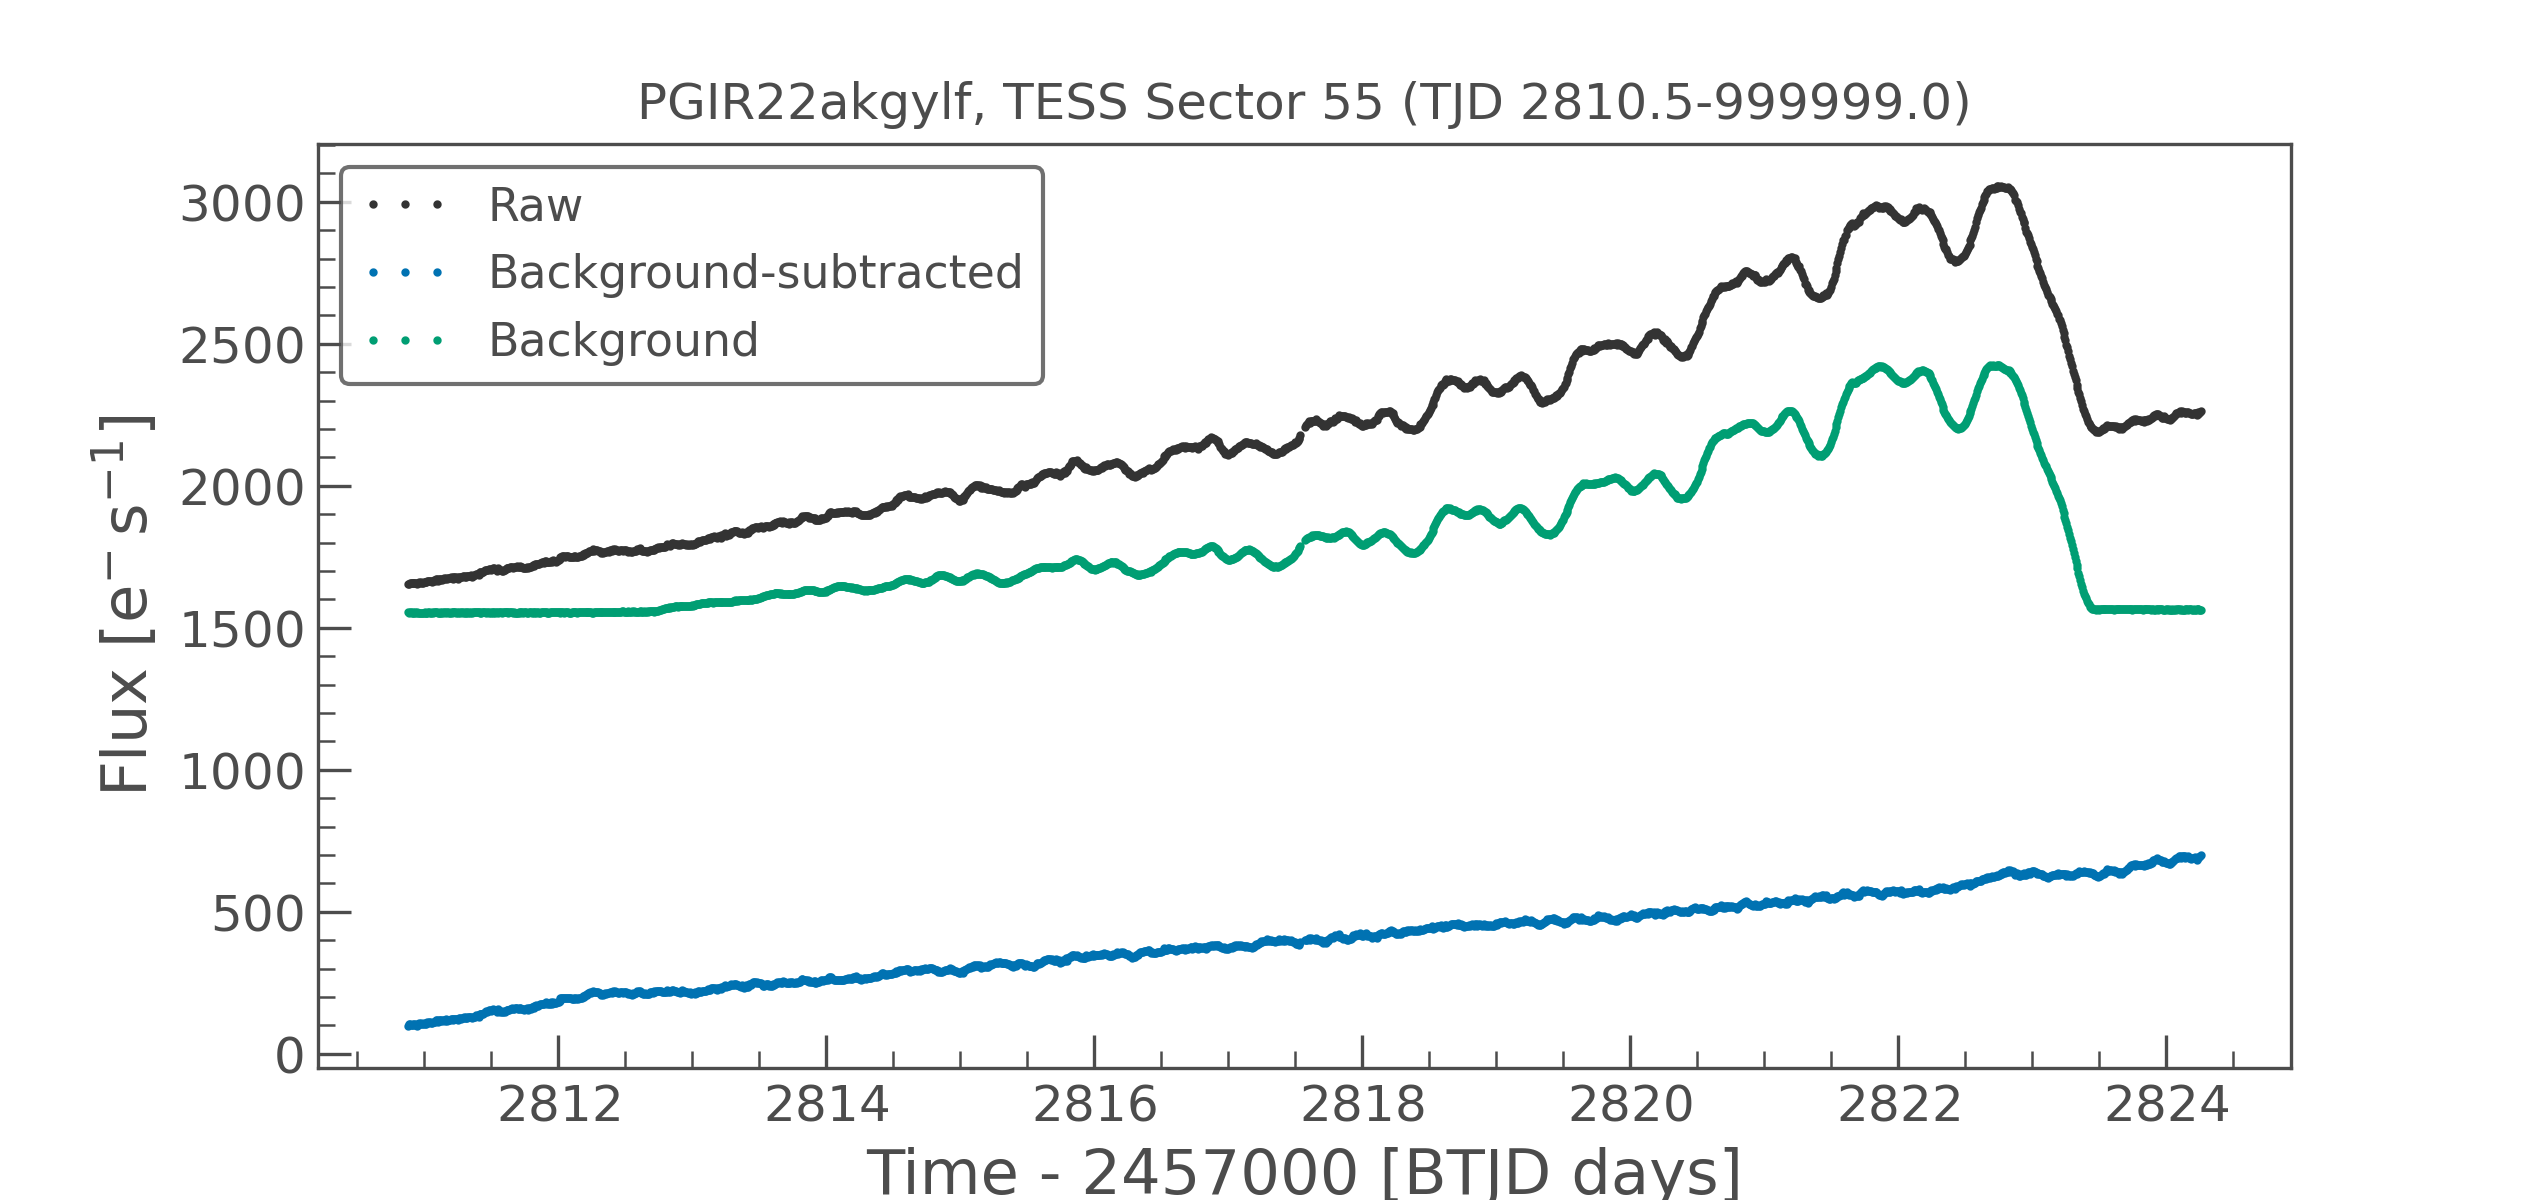 PGIR22akgylf, TESS Sector 55 (TJD 2810.5-999999.0)
Raw
Background-subtracted
Background
Flux [e⁻ s⁻¹]
3000
2500
2000
1500
1000
500
0
2812 2814 2816 2818 2820 2822 2824
Time - 2457000 [BTJD days]